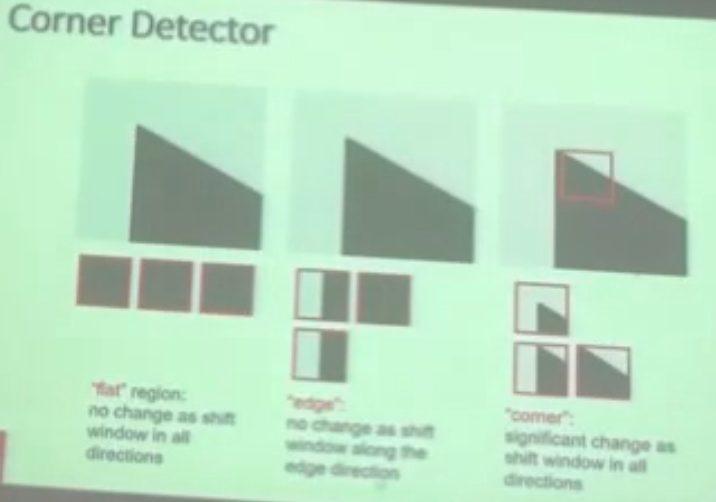 Corner Detector
"flat" region:
no change as shift
window in all
directions
"edge":
no change as shift
window along the
edge direction
"corner":
significant change as
shift window in all
directions